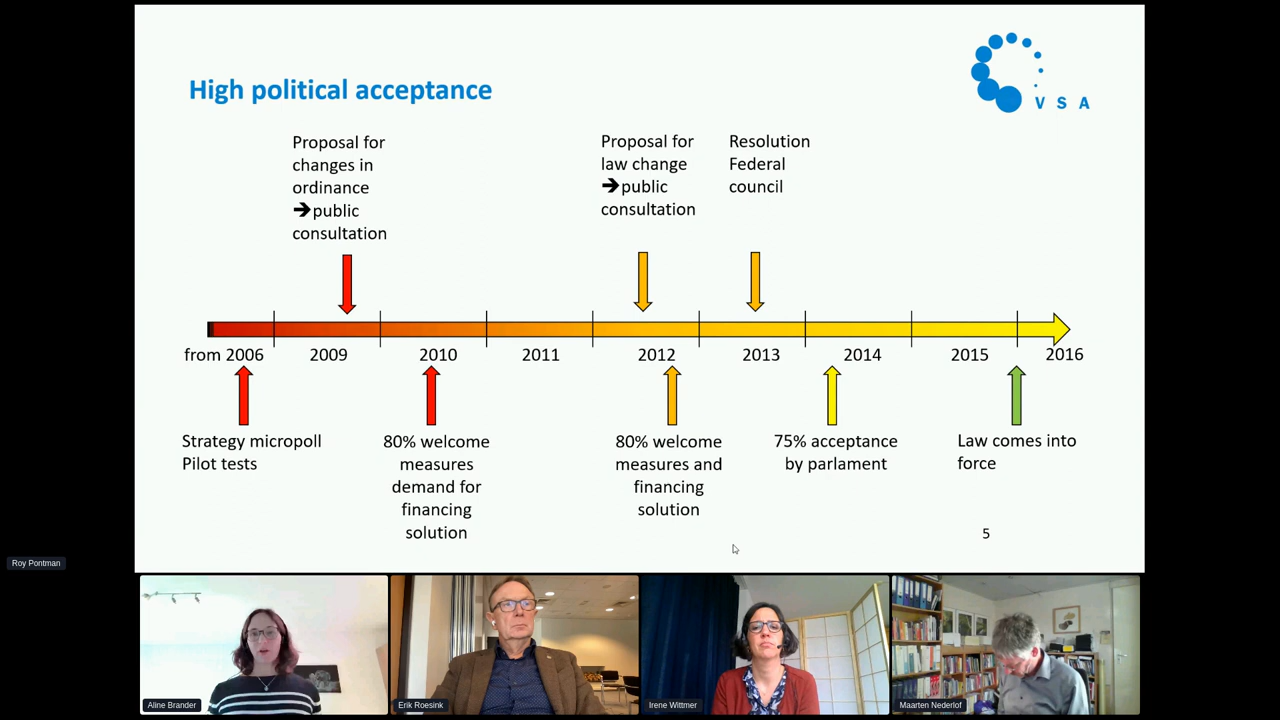 High political acceptance
V S A
Proposal for
changes in
ordinance
➔public
consultation
Proposal for
law change
➔public
consultation
Resolution
Federal
council
from 2006
2009
2010
2011
2012
2013
2014
2015
2016
Strategy micropoll
Pilot tests
80% welcome
measures
demand for
financing
solution
80% welcome
measures and
financing
solution
75% acceptance
by parlament
Law comes into
force
5
Roy Pontman
Aline Brander
Erik Roesink
Irene Wittmer
Maarten Nederlof